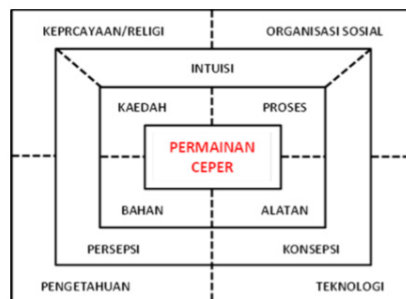 KEPRCAYAAN/RELIGI
ORGANISASI SOSIAL
INTUISI
KAEDAH
PROSES
PERMAINAN
CEPER
BAHAN
ALATAN
PERSEPSI
KONSEPSI
PENGETAHUAN
TEKNOLOGI